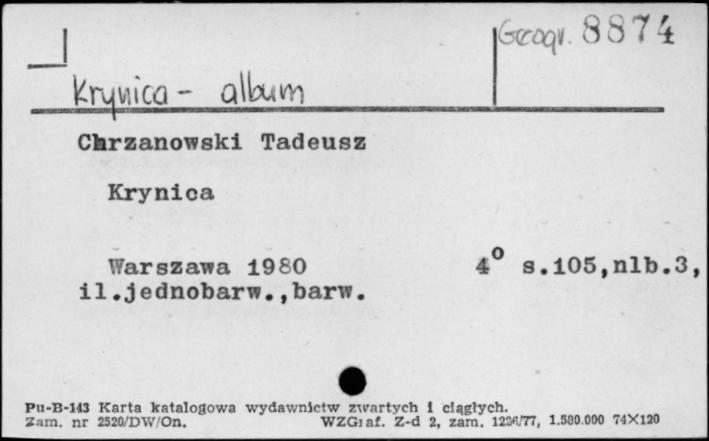 Geogr. 8874
Krynica - album
Chrzanowski Tadeusz
Krynica
Warszawa 1980 4° s.105,nlb.3,
il.jednobarw.,barw.
Pu-B-143 Karta katalogowa wydawnictw zwartych i ciągłych.
Zam. nr 2520/DW/On. WZGraf. Z-d 2, zam. 1226/77, 1.580.000 74X120